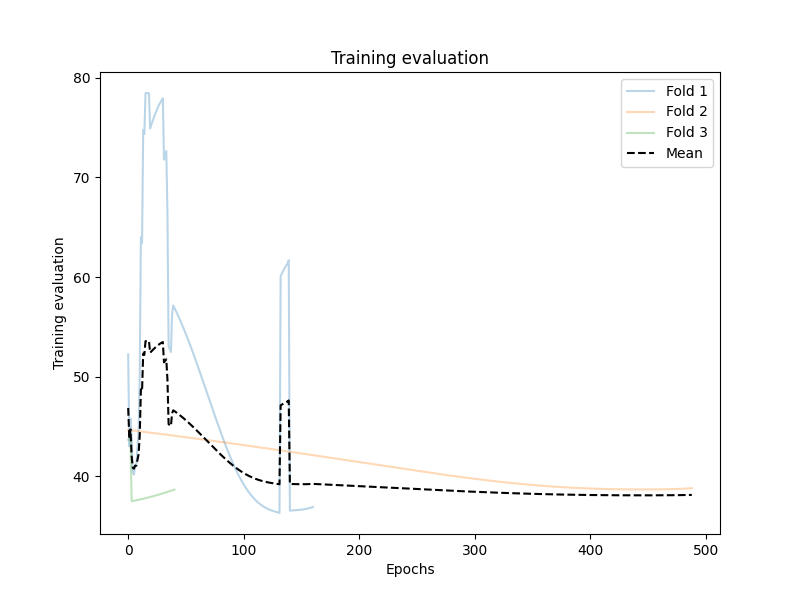 Training evaluation
Fold 1
Fold 2
Fold 3
Mean
Training evaluation
80
70
60
50
40
0 100 200 300 400 500
Epochs